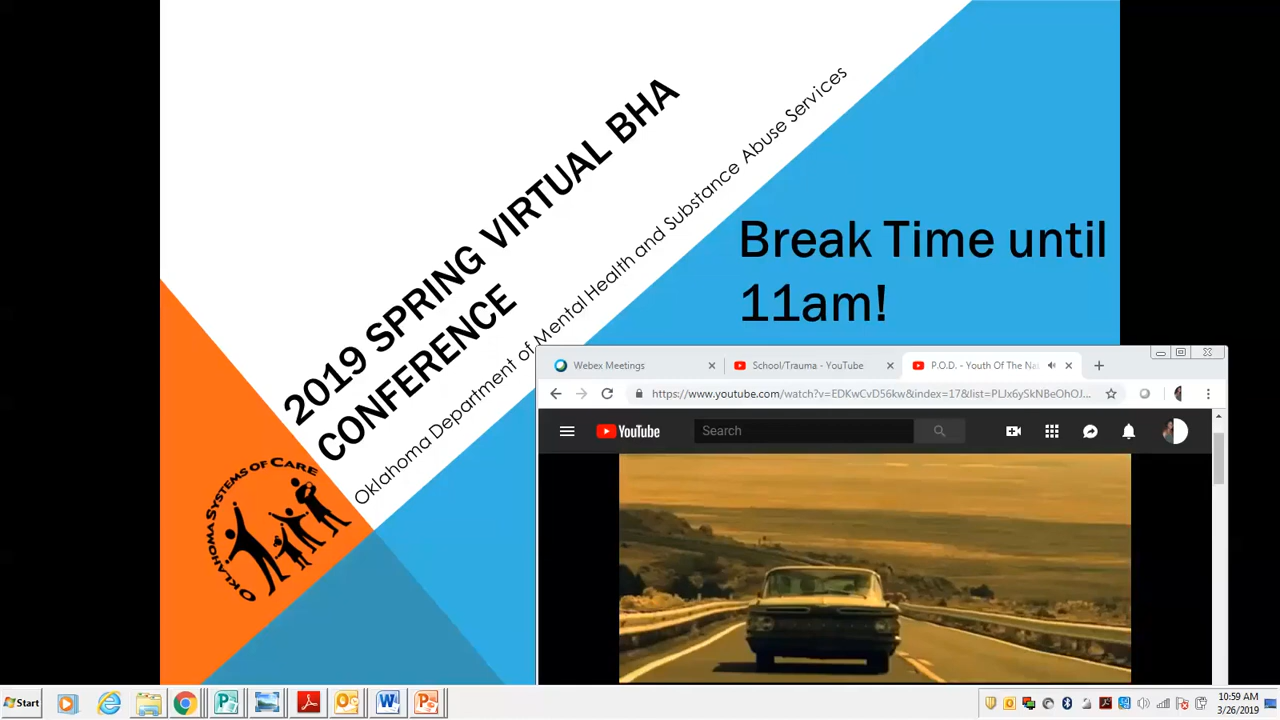 2019 SPRING VIRTUAL BHA
CONFERENCE
Oklahoma Department of Mental Health and Substance Abuse Services
Break Time until
11am!
OKLAHOMA SYSTEMS OF CARE
Webex Meetings
School/Trauma - YouTube
P.O.D. - Youth Of The Na
https://www.youtube.com/watch?v=EDKwCvD56kw&index=17&list=PLJx6ySkNBeOhOJ...
YouTube
Search
Start
10:59 AM
3/26/2019